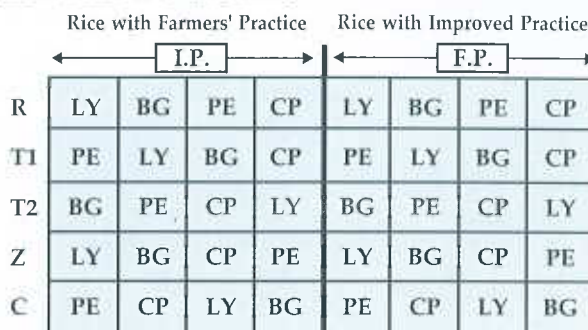 Rice with Farmers' Practice Rice with Improved Practice
I.P. F.P.
R LY BG PE CP LY BG PE CP
T1 PE LY BG CP PE LY BG CP
T2 BG PE CP LY BG PE CP LY
Z LY BG CP PE LY BG CP PE
C PE CP LY BG PE CP LY BG